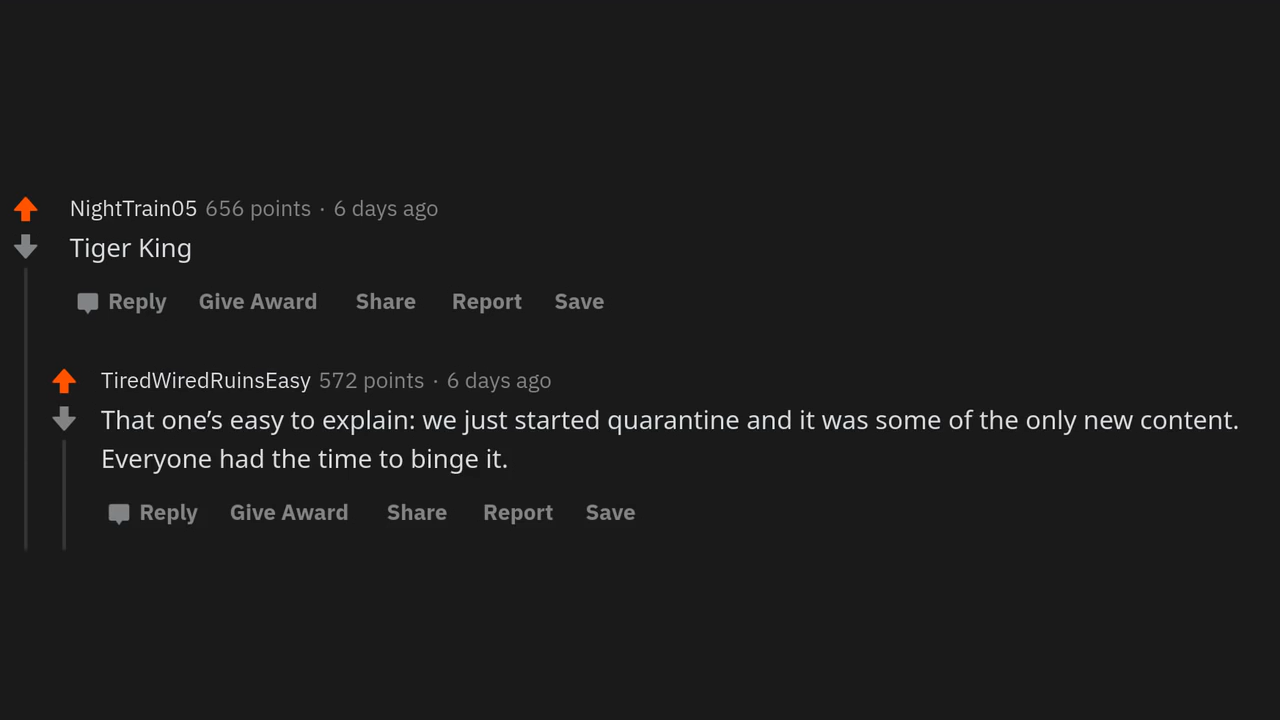 NightTrain05 656 points · 6 days ago
Tiger King
Reply Give Award Share Report Save
TiredWiredRuinsEasy 572 points · 6 days ago
That one’s easy to explain: we just started quarantine and it was some of the only new content.
Everyone had the time to binge it.
Reply Give Award Share Report Save